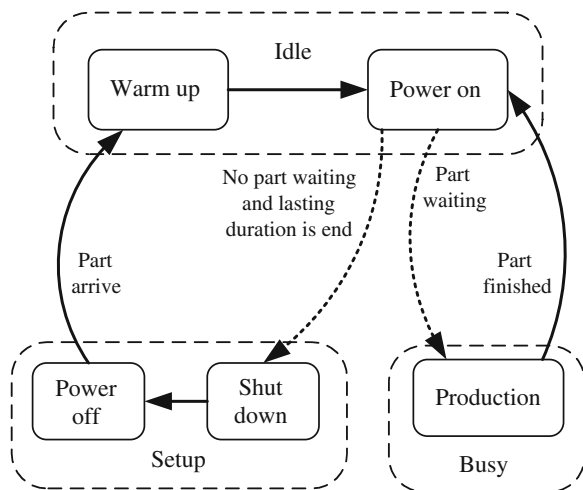 Idle
Warm up
Power on
No part waiting
and lasting
duration is end
Part
waiting
Part
arrive
Part
finished
Power
off
Shut
down
Production
Setup
Busy